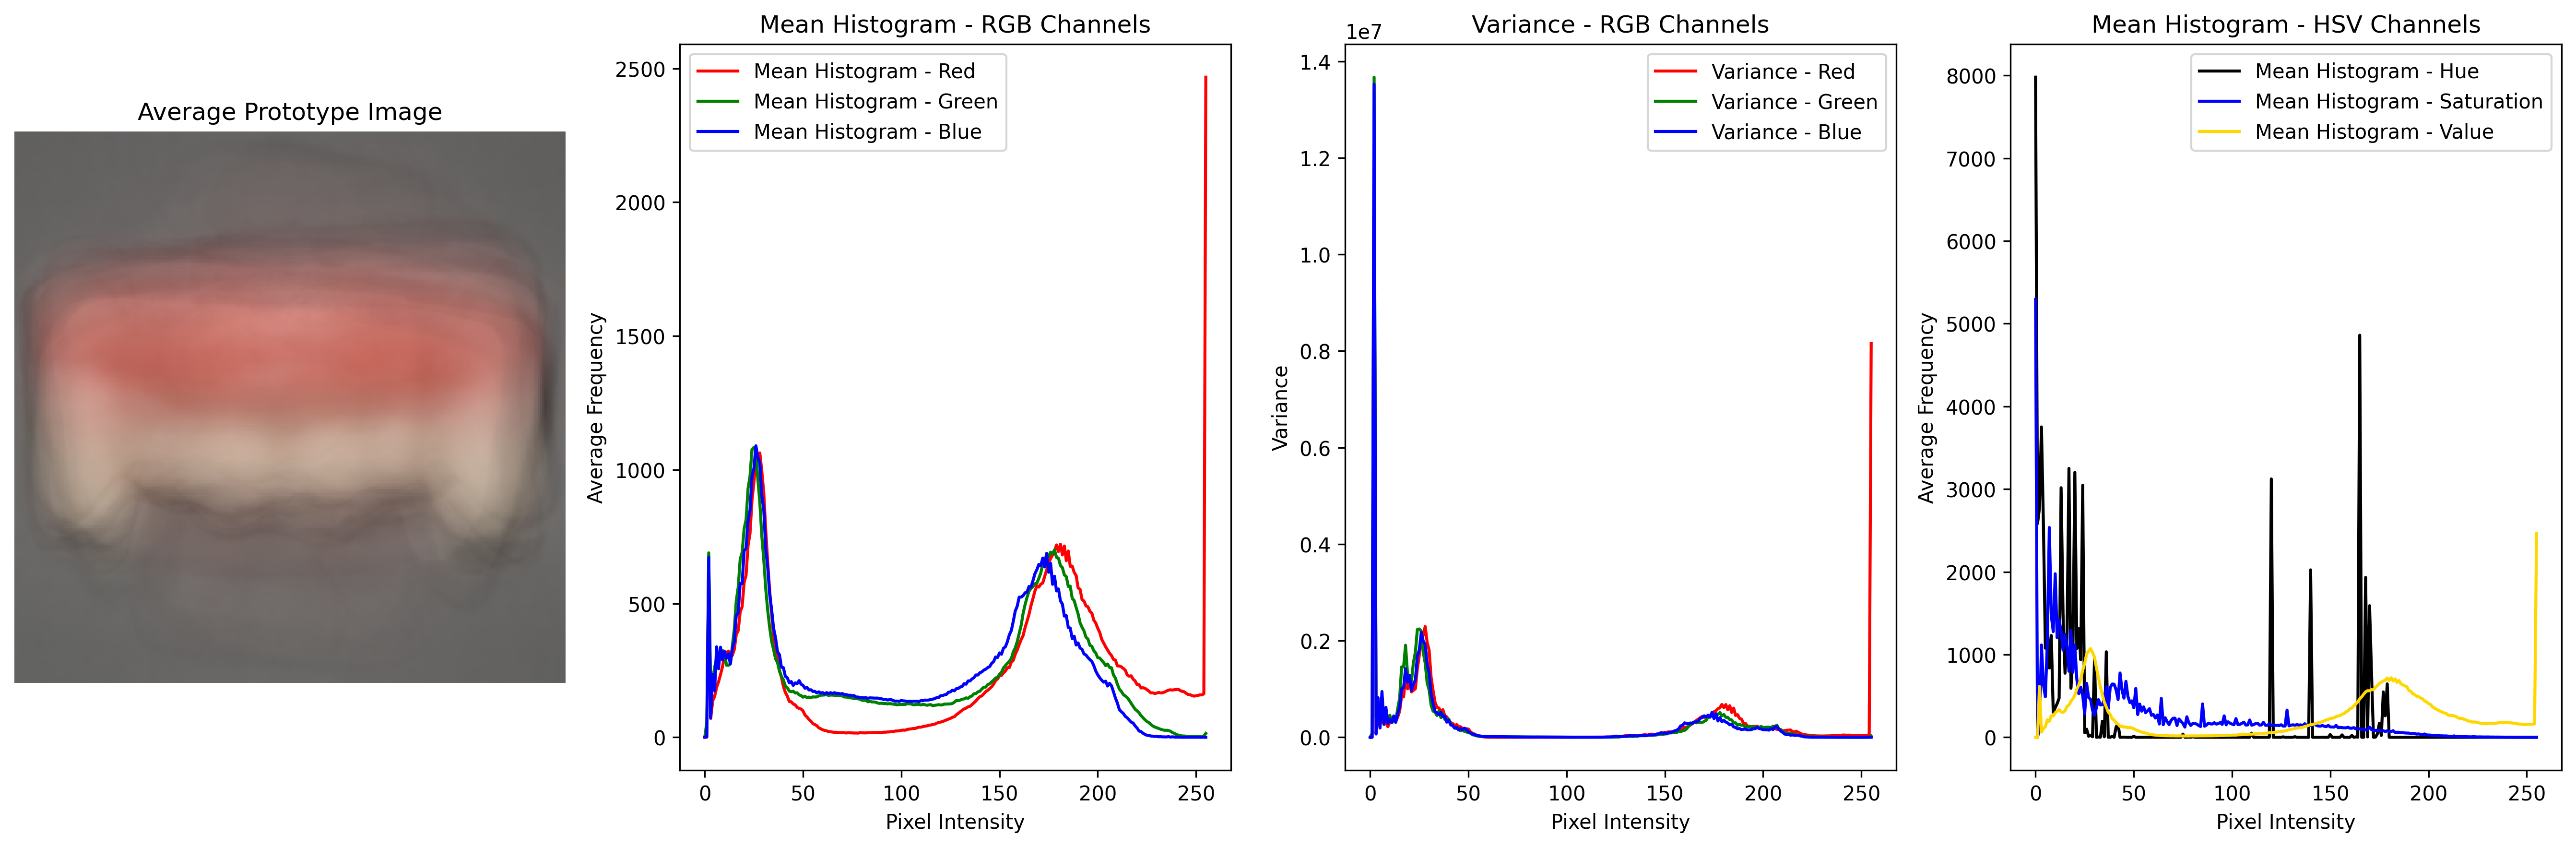 Average Prototype Image
Mean Histogram - RGB Channels
Mean Histogram - Red
Mean Histogram - Green
Mean Histogram - Blue
Average Frequency
2500
2000
1500
1000
500
0
0 50 100 150 200 250
Pixel Intensity
Variance - RGB Channels
1e7
Variance - Red
Variance - Green
Variance - Blue
Variance
1.4
1.2
1.0
0.8
0.6
0.4
0.2
0.0
0 50 100 150 200 250
Pixel Intensity
Mean Histogram - HSV Channels
Mean Histogram - Hue
Mean Histogram - Saturation
Mean Histogram - Value
Average Frequency
8000
7000
6000
5000
4000
3000
2000
1000
0
0 50 100 150 200 250
Pixel Intensity